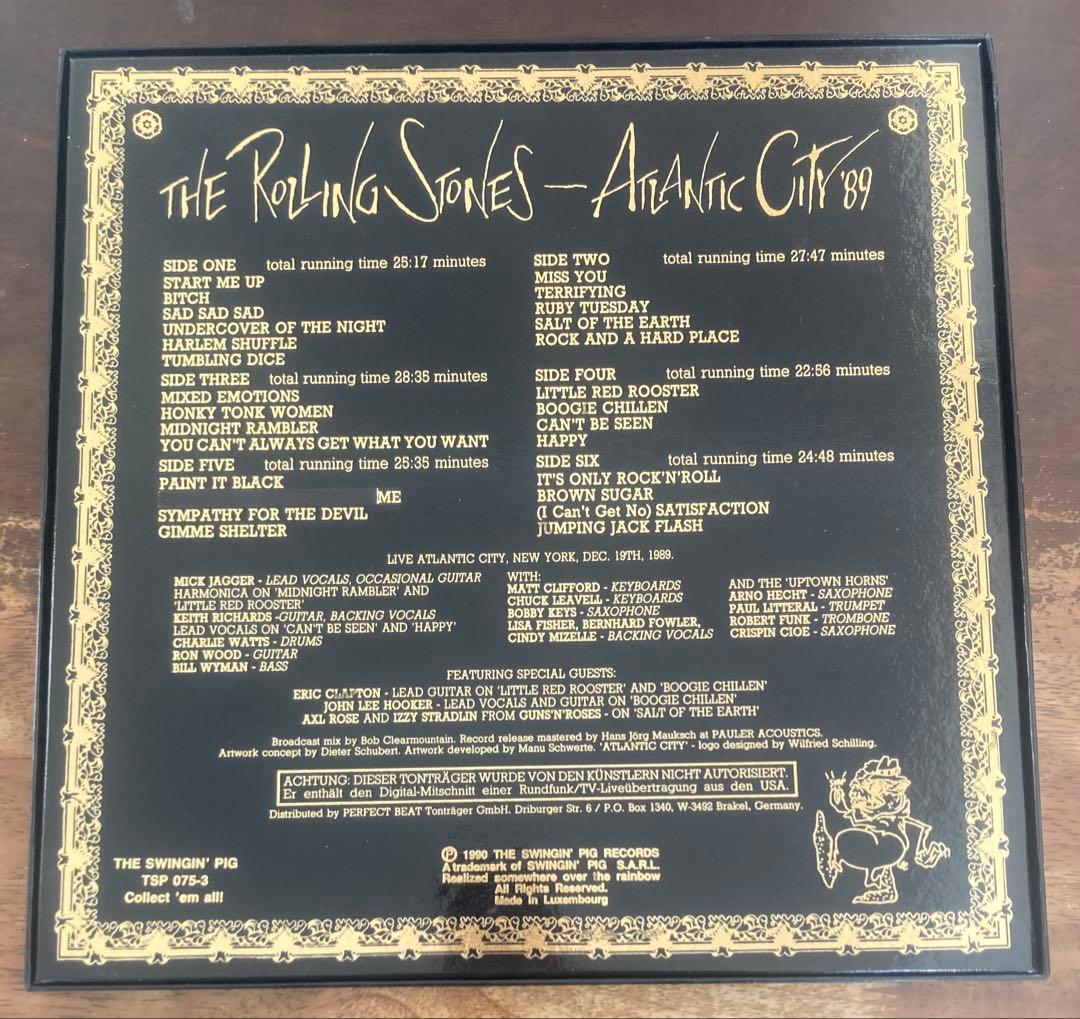 THE ROLLING STONES — ATLANTIC CITY '89
SIDE ONE total running time 25:17 minutes
START ME UP
BITCH
SAD SAD SAD
UNDERCOVER OF THE NIGHT
HARLEM SHUFFLE
TUMBLING DICE
SIDE THREE total running time 28:35 minutes
MIXED EMOTIONS
HONKY TONK WOMEN
MIDNIGHT RAMBLER
YOU CAN'T ALWAYS GET WHAT YOU WANT
SIDE FIVE total running time 25:35 minutes
PAINT IT BLACK
ME
SYMPATHY FOR THE DEVIL
GIMME SHELTER
SIDE TWO total running time 27:47 minutes
MISS YOU
TERRIFYING
RUBY TUESDAY
SALT OF THE EARTH
ROCK AND A HARD PLACE
SIDE FOUR total running time 22:56 minutes
LITTLE RED ROOSTER
BOOGIE CHILLEN
CAN'T BE SEEN
HAPPY
SIDE SIX total running time 24:48 minutes
IT'S ONLY ROCK'N'ROLL
BROWN SUGAR
(I Can't Get No) SATISFACTION
JUMPING JACK FLASH
LIVE ATLANTIC CITY, NEW YORK, DEC. 19TH, 1989.
MICK JAGGER - LEAD VOCALS, OCCASIONAL GUITAR
HARMONICA ON 'MIDNIGHT RAMBLER' AND
'LITTLE RED ROOSTER'
KEITH RICHARDS -GUITAR, BACKING VOCALS
LEAD VOCALS ON 'CAN'T BE SEEN' AND 'HAPPY'
CHARLIE WATTS - DRUMS
RON WOOD - GUITAR
BILL WYMAN - BASS
WITH:
MATT CLIFFORD - KEYBOARDS
CHUCK LEAVELL - KEYBOARDS
BOBBY KEYS - SAXOPHONE
LISA FISHER, BERNHARD FOWLER,
CINDY MIZELLE - BACKING VOCALS
AND THE 'UPTOWN HORNS'
ARNO HECHT - SAXOPHONE
PAUL LITTERAL - TRUMPET
ROBERT FUNK - TROMBONE
CRISPIN CIOE - SAXOPHONE
FEATURING SPECIAL GUESTS:
ERIC CLAPTON - LEAD GUITAR ON 'LITTLE RED ROOSTER' AND 'BOOGIE CHILLEN'
JOHN LEE HOOKER - LEAD VOCALS AND GUITAR ON 'BOOGIE CHILLEN'
AXL ROSE AND IZZY STRADLIN FROM GUNS'N'ROSES - ON 'SALT OF THE EARTH'
Broadcast mix by Bob Clearmountain. Record release mastered by Hans Jörg Mauksch at PAULER ACOUSTICS.
Artwork concept by Dieter Schubert. Artwork developed by Manu Schwerte. 'ATLANTIC CITY' - logo designed by Wilfried Schilling.
ACHTUNG: DIESER TONTRÄGER WURDE VON DEN KÜNSTLERN NICHT AUTORISIERT.
Er enthält den Digital-Mitschnitt einer Rundfunk/TV-Liveübertragung aus den USA.
Distributed by PERFECT BEAT Tonträger GmbH. Driburger Str. 6 / P.O. Box 1340, W-3492 Brakel, Germany.
THE SWINGIN' PIG
TSP 075-3
Collect 'em all!
℗ 1990 THE SWINGIN' PIG RECORDS
A trademark of SWINGIN' PIG S.A.R.L.
Realized somewhere over the rainbow
All Rights Reserved.
Made in Luxembourg